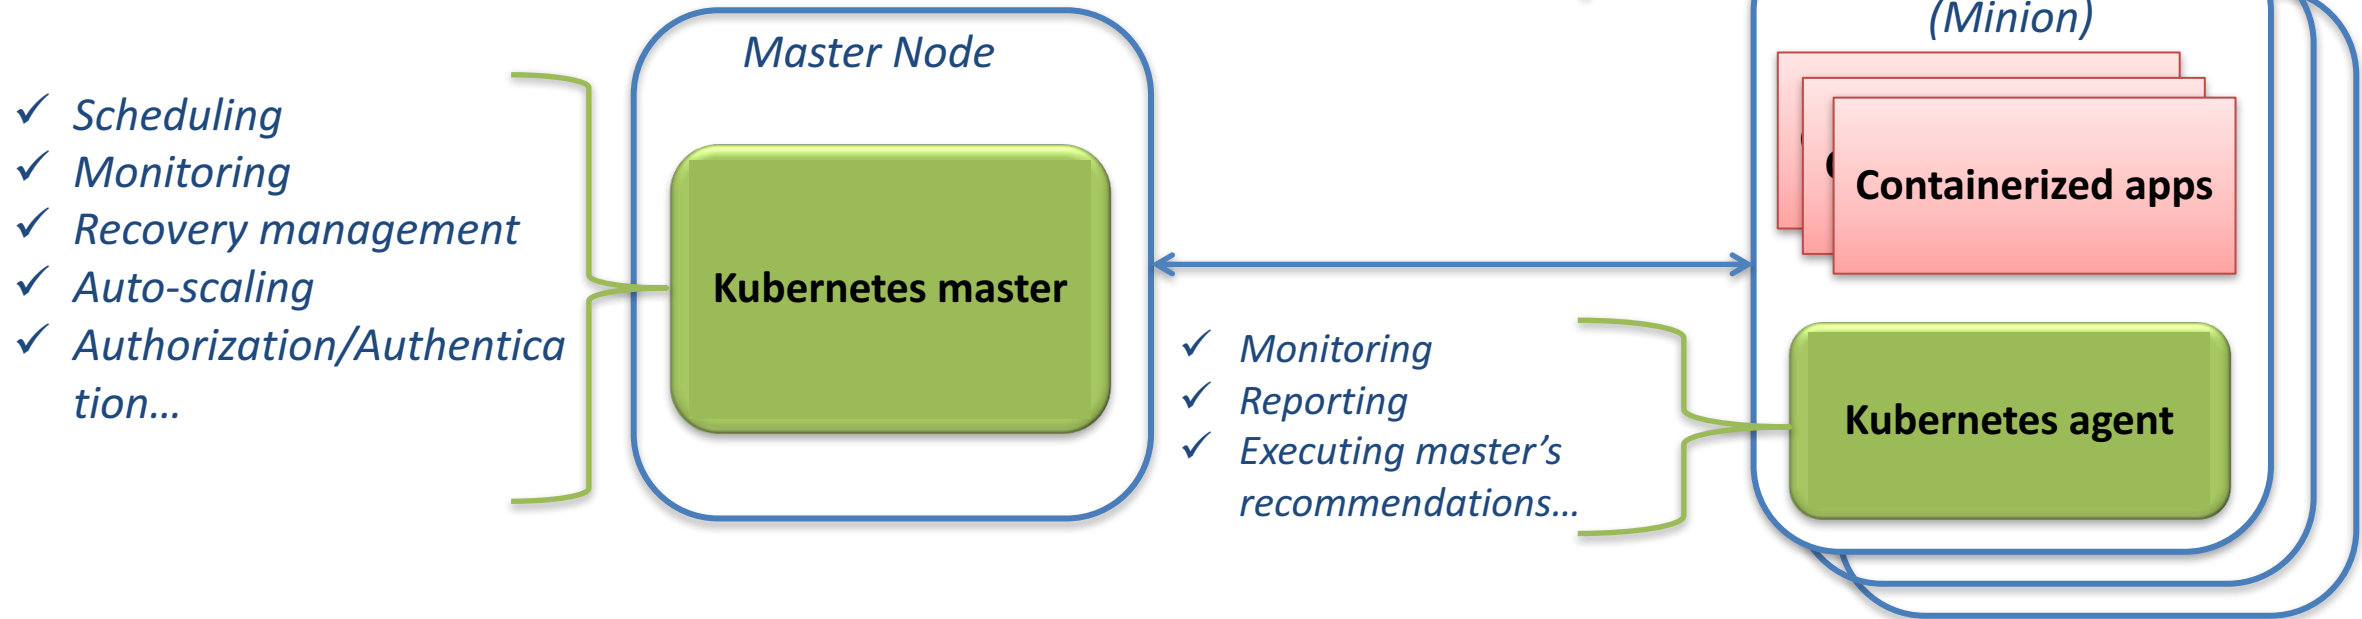 Master Node
✓ Scheduling
✓ Monitoring
✓ Recovery management
✓ Auto-scaling
✓ Authorization/Authentica
tion…
Kubernetes master
✓ Monitoring
✓ Reporting
✓ Executing master’s
recommendations…
(Minion)
Containerized apps
Kubernetes agent